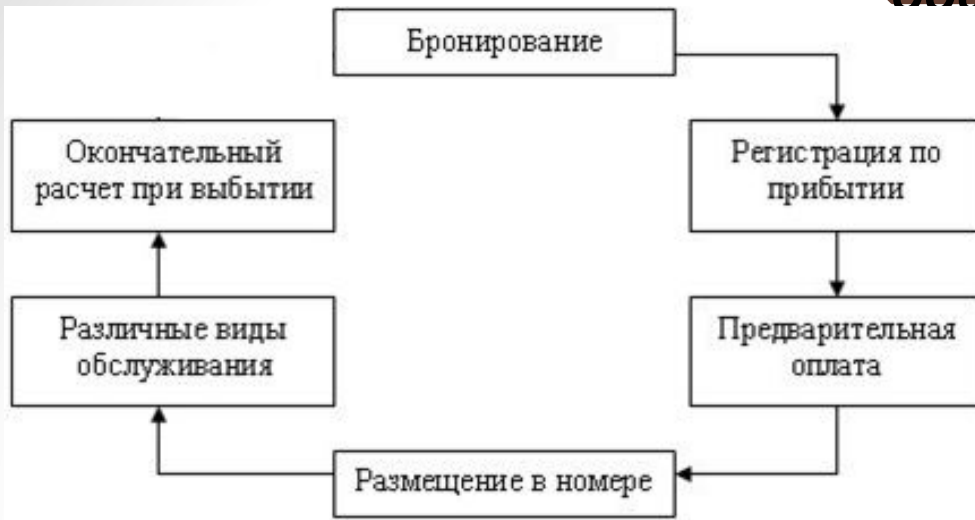 Бронирование
Регистрация по
прибытии
Предварительная
оплата
Размещение в номере
Различные виды
обслуживания
Окончательный
расчет при выбытии